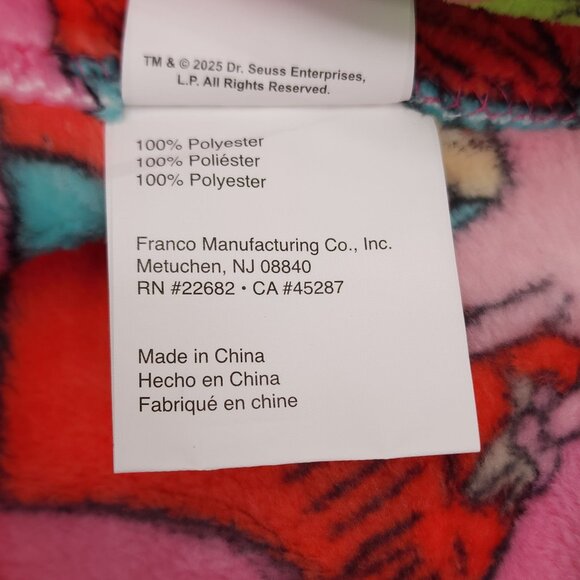 TM & © 2025 Dr. Seuss Enterprises,
L.P. All Rights Reserved.
100% Polyester
100% Poliéster
100% Polyester
Franco Manufacturing Co., Inc.
Metuchen, NJ 08840
RN #22682 • CA #45287
Made in China
Hecho en China
Fabriqué en chine